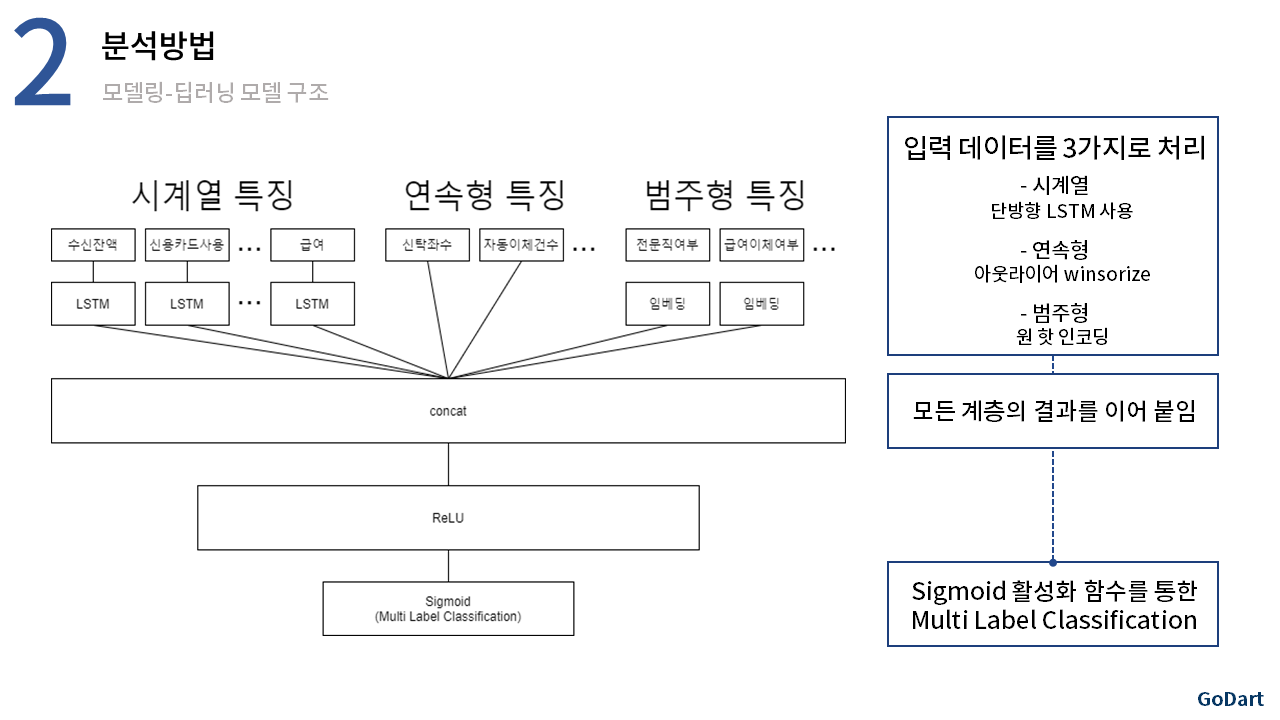 2
분석방법
모델링-딥러닝 모델 구조
시계열 특징
연속형 특징
범주형 특징
수신잔액
신용카드사용
...
급여
신탁좌수
자동이체건수
...
전문직여부
급여이체여부
...
LSTM
LSTM
...
LSTM
임베딩
임베딩
concat
ReLU
Sigmoid
(Multi Label Classification)
입력 데이터를 3가지로 처리
- 시계열
단방향 LSTM 사용
- 연속형
아웃라이어 winsorize
- 범주형
원 핫 인코딩
모든 계층의 결과를 이어 붙임
Sigmoid 활성화 함수를 통한
Multi Label Classification
GoDart